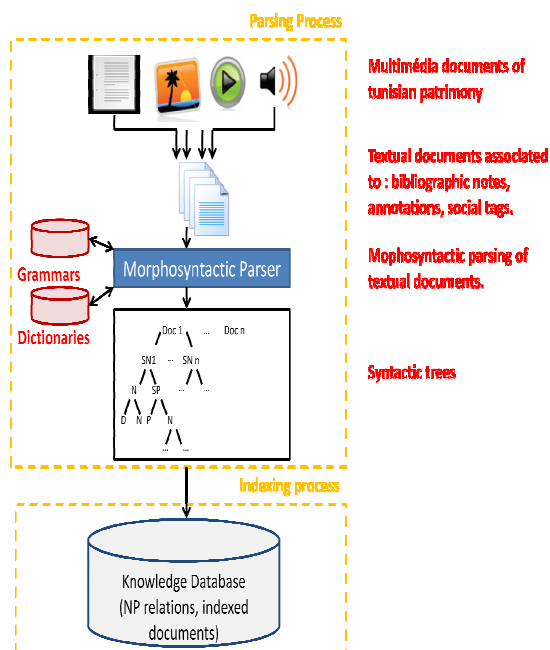 Parsing Process
Multimédia documents of
tunisian patrimony
Textual documents associated
to : bibliographic notes,
annotations, social tags.
Grammars
Morphosyntactic Parser
Mophosyntactic parsing of
textual documents.
Dictionaries
Doc 1 ... Doc n
SN1 ... SN n
N SP ... ...
D N P N
... ...
Syntactic trees
Indexing process
Knowledge Database
(NP relations, indexed
documents)